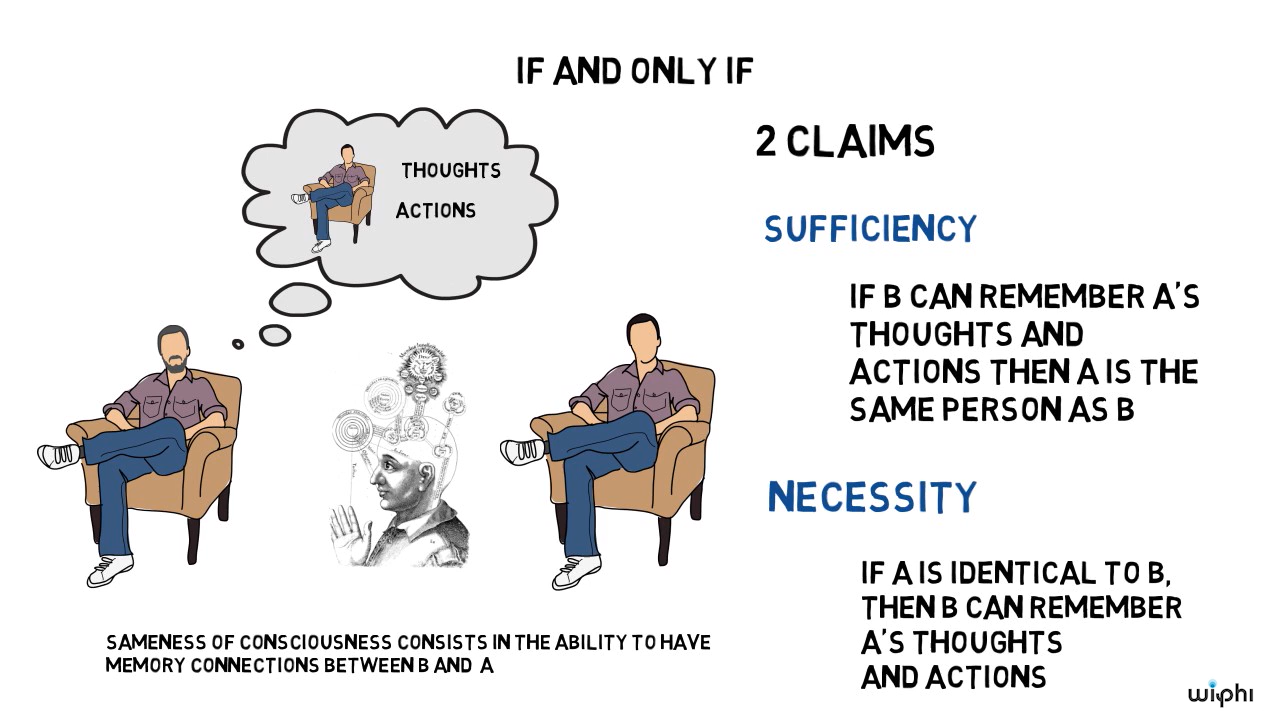 IF AND ONLY IF
THOUGHTS
ACTIONS
2 CLAIMS
SUFFICIENCY
IF B CAN REMEMBER A'S
THOUGHTS AND
ACTIONS THEN A IS THE
SAME PERSON AS B
NECESSITY
IF A IS IDENTICAL TO B,
THEN B CAN REMEMBER
A'S THOUGHTS
AND ACTIONS
SAMENESS OF CONSCIOUSNESS CONSISTS IN THE ABILITY TO HAVE
MEMORY CONNECTIONS BETWEEN B AND A
wiphi